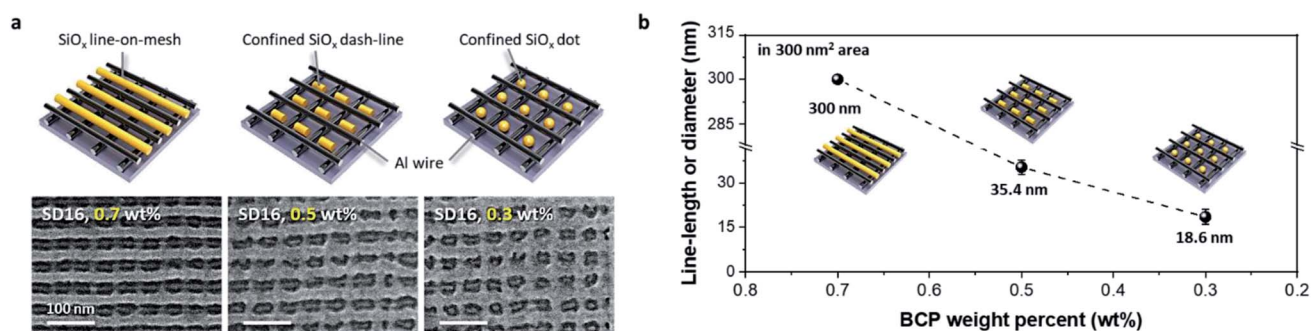 a
SiOₓ line-on-mesh
Confined SiOₓ dash-line
Confined SiOₓ dot
Al wire
SD16, 0.7 wt%
100 nm
SD16, 0.5 wt%
SD16, 0.3 wt%
b
Line-length or diameter (nm)
315
300
285
30
15
0
in 300 nm² area
300 nm
35.4 nm
18.6 nm
0.8 0.7 0.6 0.5 0.4 0.3 0.2
BCP weight percent (wt%)